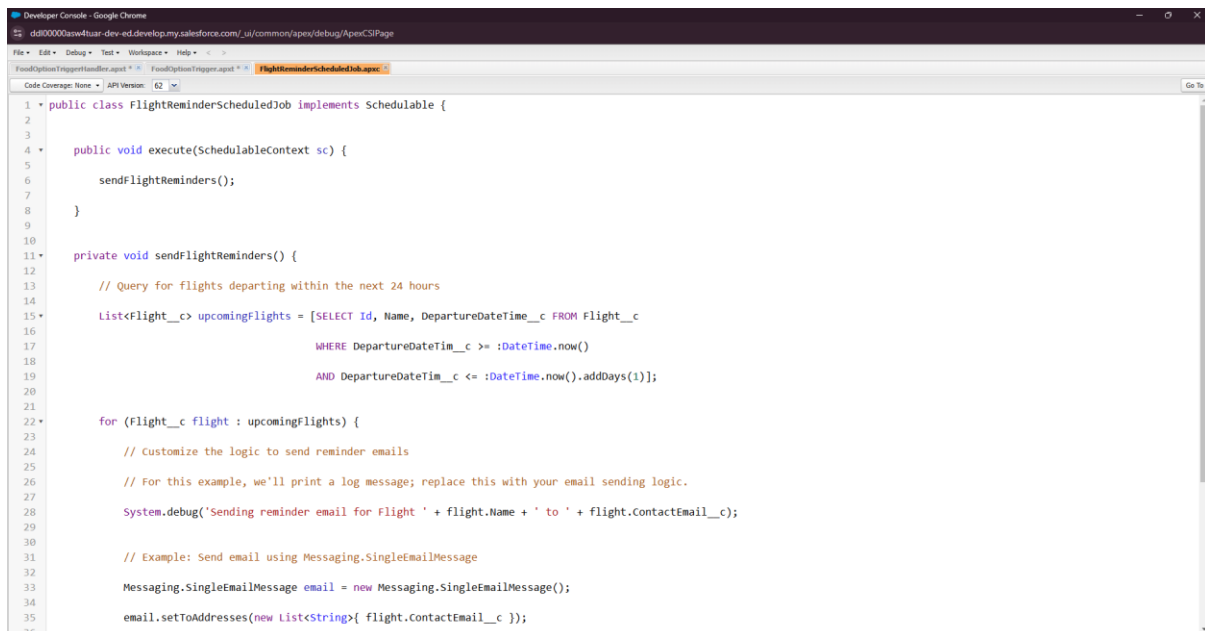 Developer Console - Google Chrome
ddl00000asw4tuar-dev-ed.develop.my.salesforce.com/_ui/common/apex/debug/ApexCSIPage
File Edit Debug Test Workspace Help < >
FoodOptionTriggerHandler.apxt * FoodOptionTrigger.apxt * FlightReminderScheduledJob.apxc *
Code Coverage: None API Version: 62 Go To
1 public class FlightReminderScheduledJob implements Schedulable {
2
3
4 public void execute(SchedulableContext sc) {
5
6 sendFlightReminders();
7
8 }
9
10
11 private void sendFlightReminders() {
12
13 // Query for flights departing within the next 24 hours
14
15 List<Flight__c> upcomingFlights = [SELECT Id, Name, DepartureDateTime__c FROM Flight__c
16
17 WHERE DepartureDateTim__c >= :DateTime.now()
18
19 AND DepartureDateTim__c <= :DateTime.now().addDays(1)];
20
21
22 for (Flight__c flight : upcomingFlights) {
23
24 // Customize the logic to send reminder emails
25
26 // For this example, we'll print a log message; replace this with your email sending logic.
27
28 System.debug('Sending reminder email for Flight ' + flight.Name + ' to ' + flight.ContactEmail__c);
29
30
31 // Example: Send email using Messaging.SingleEmailMessage
32
33 Messaging.SingleEmailMessage email = new Messaging.SingleEmailMessage();
34
35 email.setToAddresses(new List<String>{ flight.ContactEmail__c });